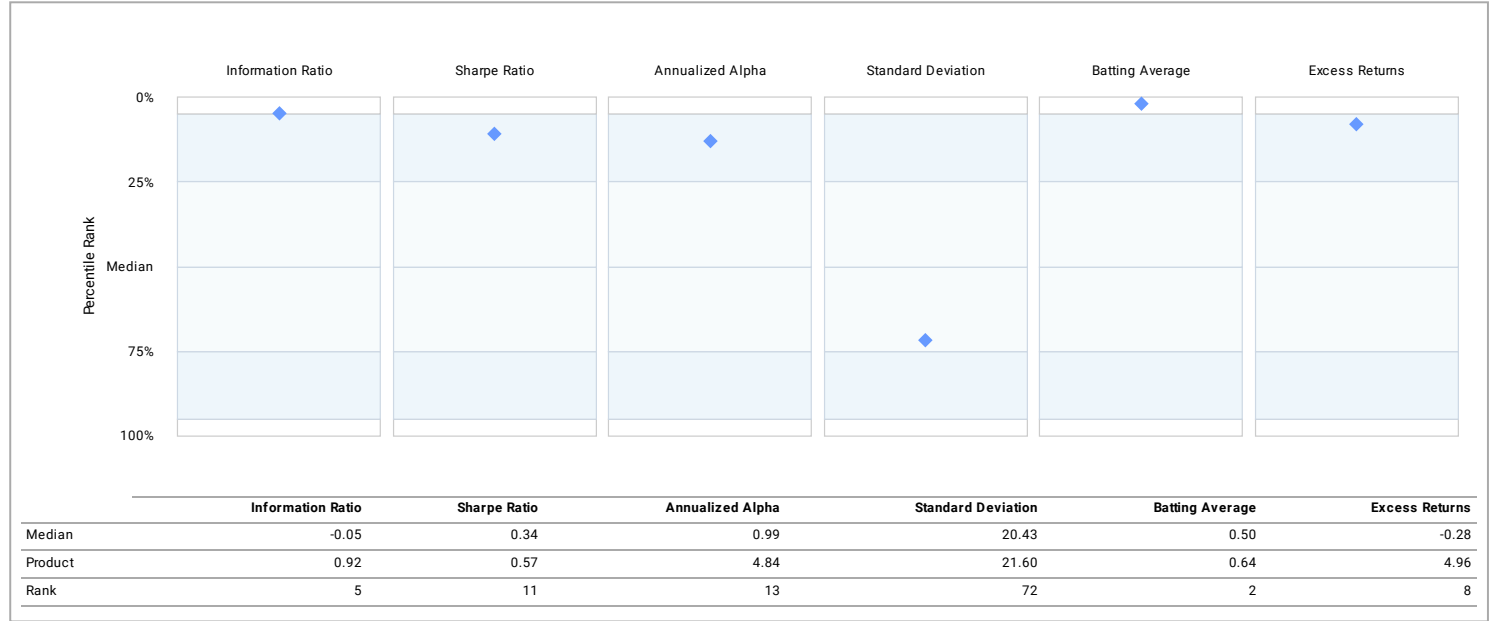 Information Ratio Sharpe Ratio Annualized Alpha Standard Deviation Batting Average Excess Returns
0%
25%
Median
75%
100%
Percentile Rank
Information Ratio Sharpe Ratio Annualized Alpha Standard Deviation Batting Average Excess Returns
Median -0.05 0.34 0.99 20.43 0.50 -0.28
Product 0.92 0.57 4.84 21.60 0.64 4.96
Rank 5 11 13 72 2 8